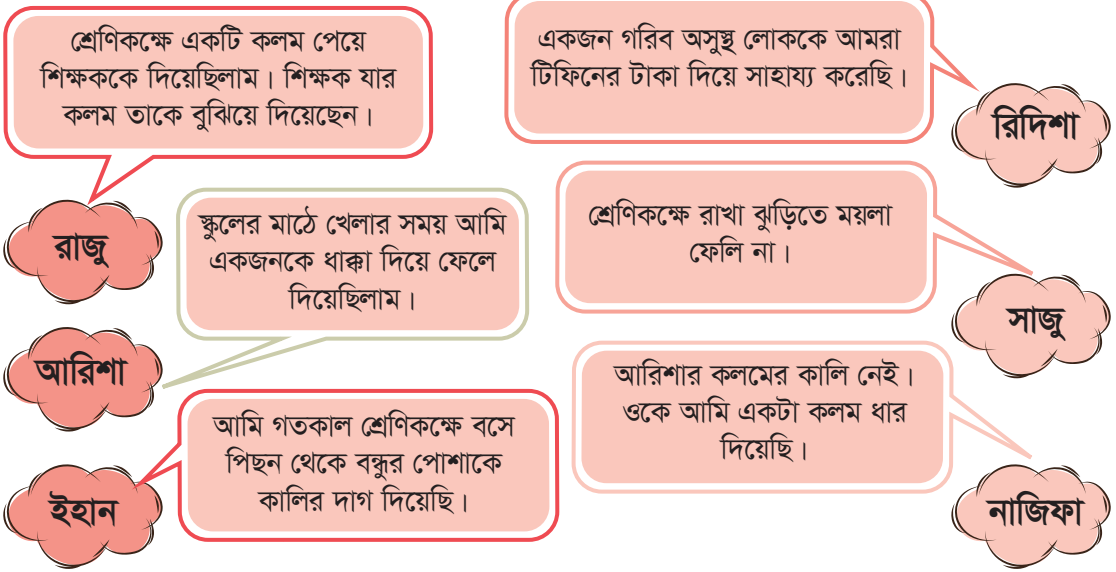 শ্রেণিকক্ষে একটি কলম পেয়ে
শিক্ষককে দিয়েছিলাম। শিক্ষক যার
কলম তাকে বুঝিয়ে দিয়েছেন।
রাজু
একজন গরিব অসুস্থ লোককে আমরা
টিফিনের টাকা দিয়ে সাহায্য করেছি।
রিদিশা
স্কুলের মাঠে খেলার সময় আমি
একজনকে ধাক্কা দিয়ে ফেলে
দিয়েছিলাম।
আরিশা
শ্রেণিকক্ষে রাখা ঝুড়িতে ময়লা
ফেলি না।
সাজু
আমি গতকাল শ্রেণিকক্ষে বসে
পিছন থেকে বন্ধুর পোশাকে
কালির দাগ দিয়েছি।
ইহান
আরিশার কলমের কালি নেই।
ওকে আমি একটা কলম ধার
দিয়েছি।
নাজিফা